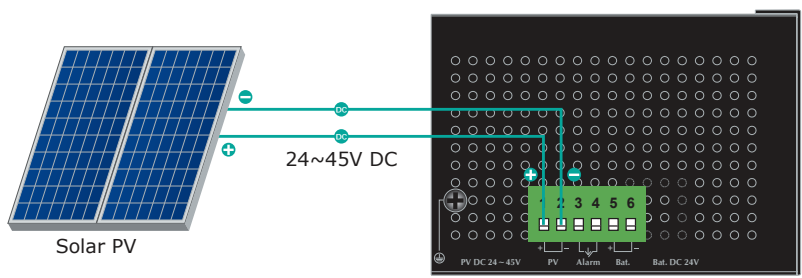 DC
DC
24~45V DC
Solar PV
1 2 3 4 5 6
PV DC 24 – 45V PV Alarm Bat. Bat. DC 24V